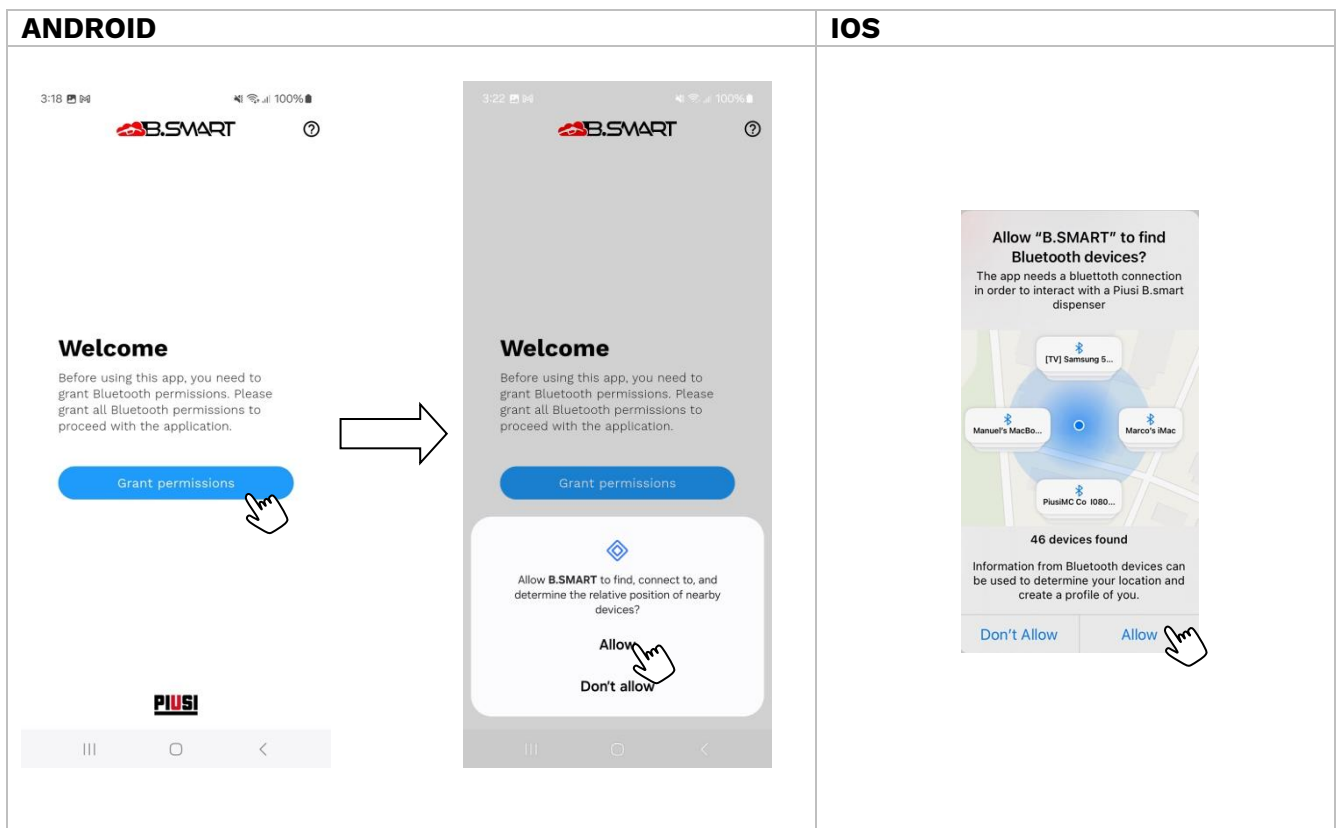 ANDROID
IOS
3:18
100%
B.SMART
Welcome
Before using this app, you need to
grant Bluetooth permissions. Please
grant all Bluetooth permissions to
proceed with the application.
Grant permissions
PIUSI
3:22
100%
B.SMART
Welcome
Before using this app, you need to
grant Bluetooth permissions. Please
grant all Bluetooth permissions to
proceed with the application.
Grant permissions
Allow B.SMART to find, connect to, and
determine the relative position of nearby
devices?
Allow
Don't allow
Allow “B.SMART” to find
Bluetooth devices?
The app needs a bluettoth connection
in order to interact with a Piusi B.smart
dispenser
[TV] Samsung 5...
Manuel's MacBo...
Marco's iMac
PiusiMC Co 1080...
46 devices found
Information from Bluetooth devices can
be used to determine your location and
create a profile of you.
Don't Allow
Allow